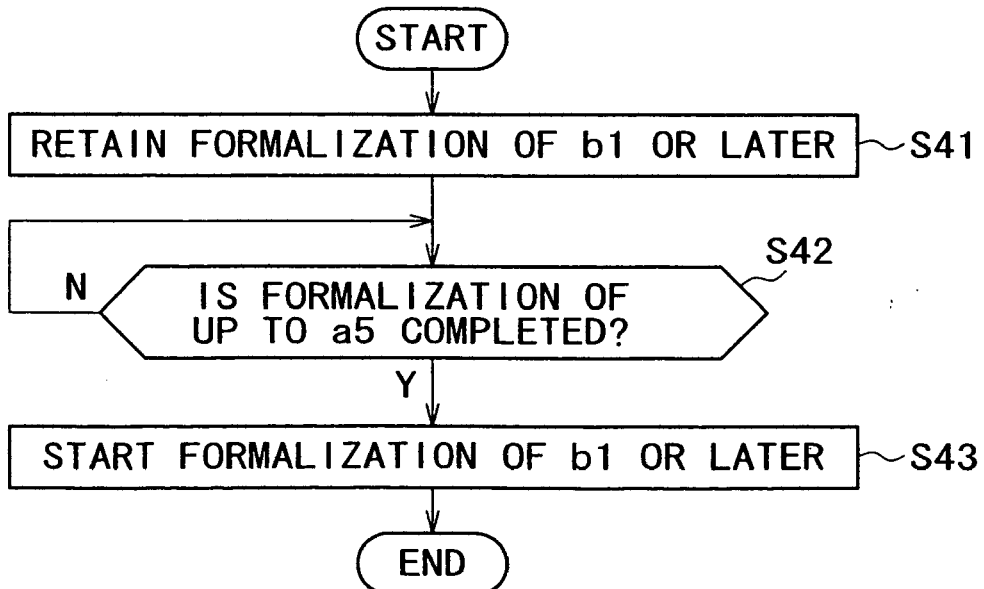 START
RETAIN FORMALIZATION OF b1 OR LATER
S41
S42
N
IS FORMALIZATION OF
UP TO a5 COMPLETED?
Y
START FORMALIZATION OF b1 OR LATER
S43
END